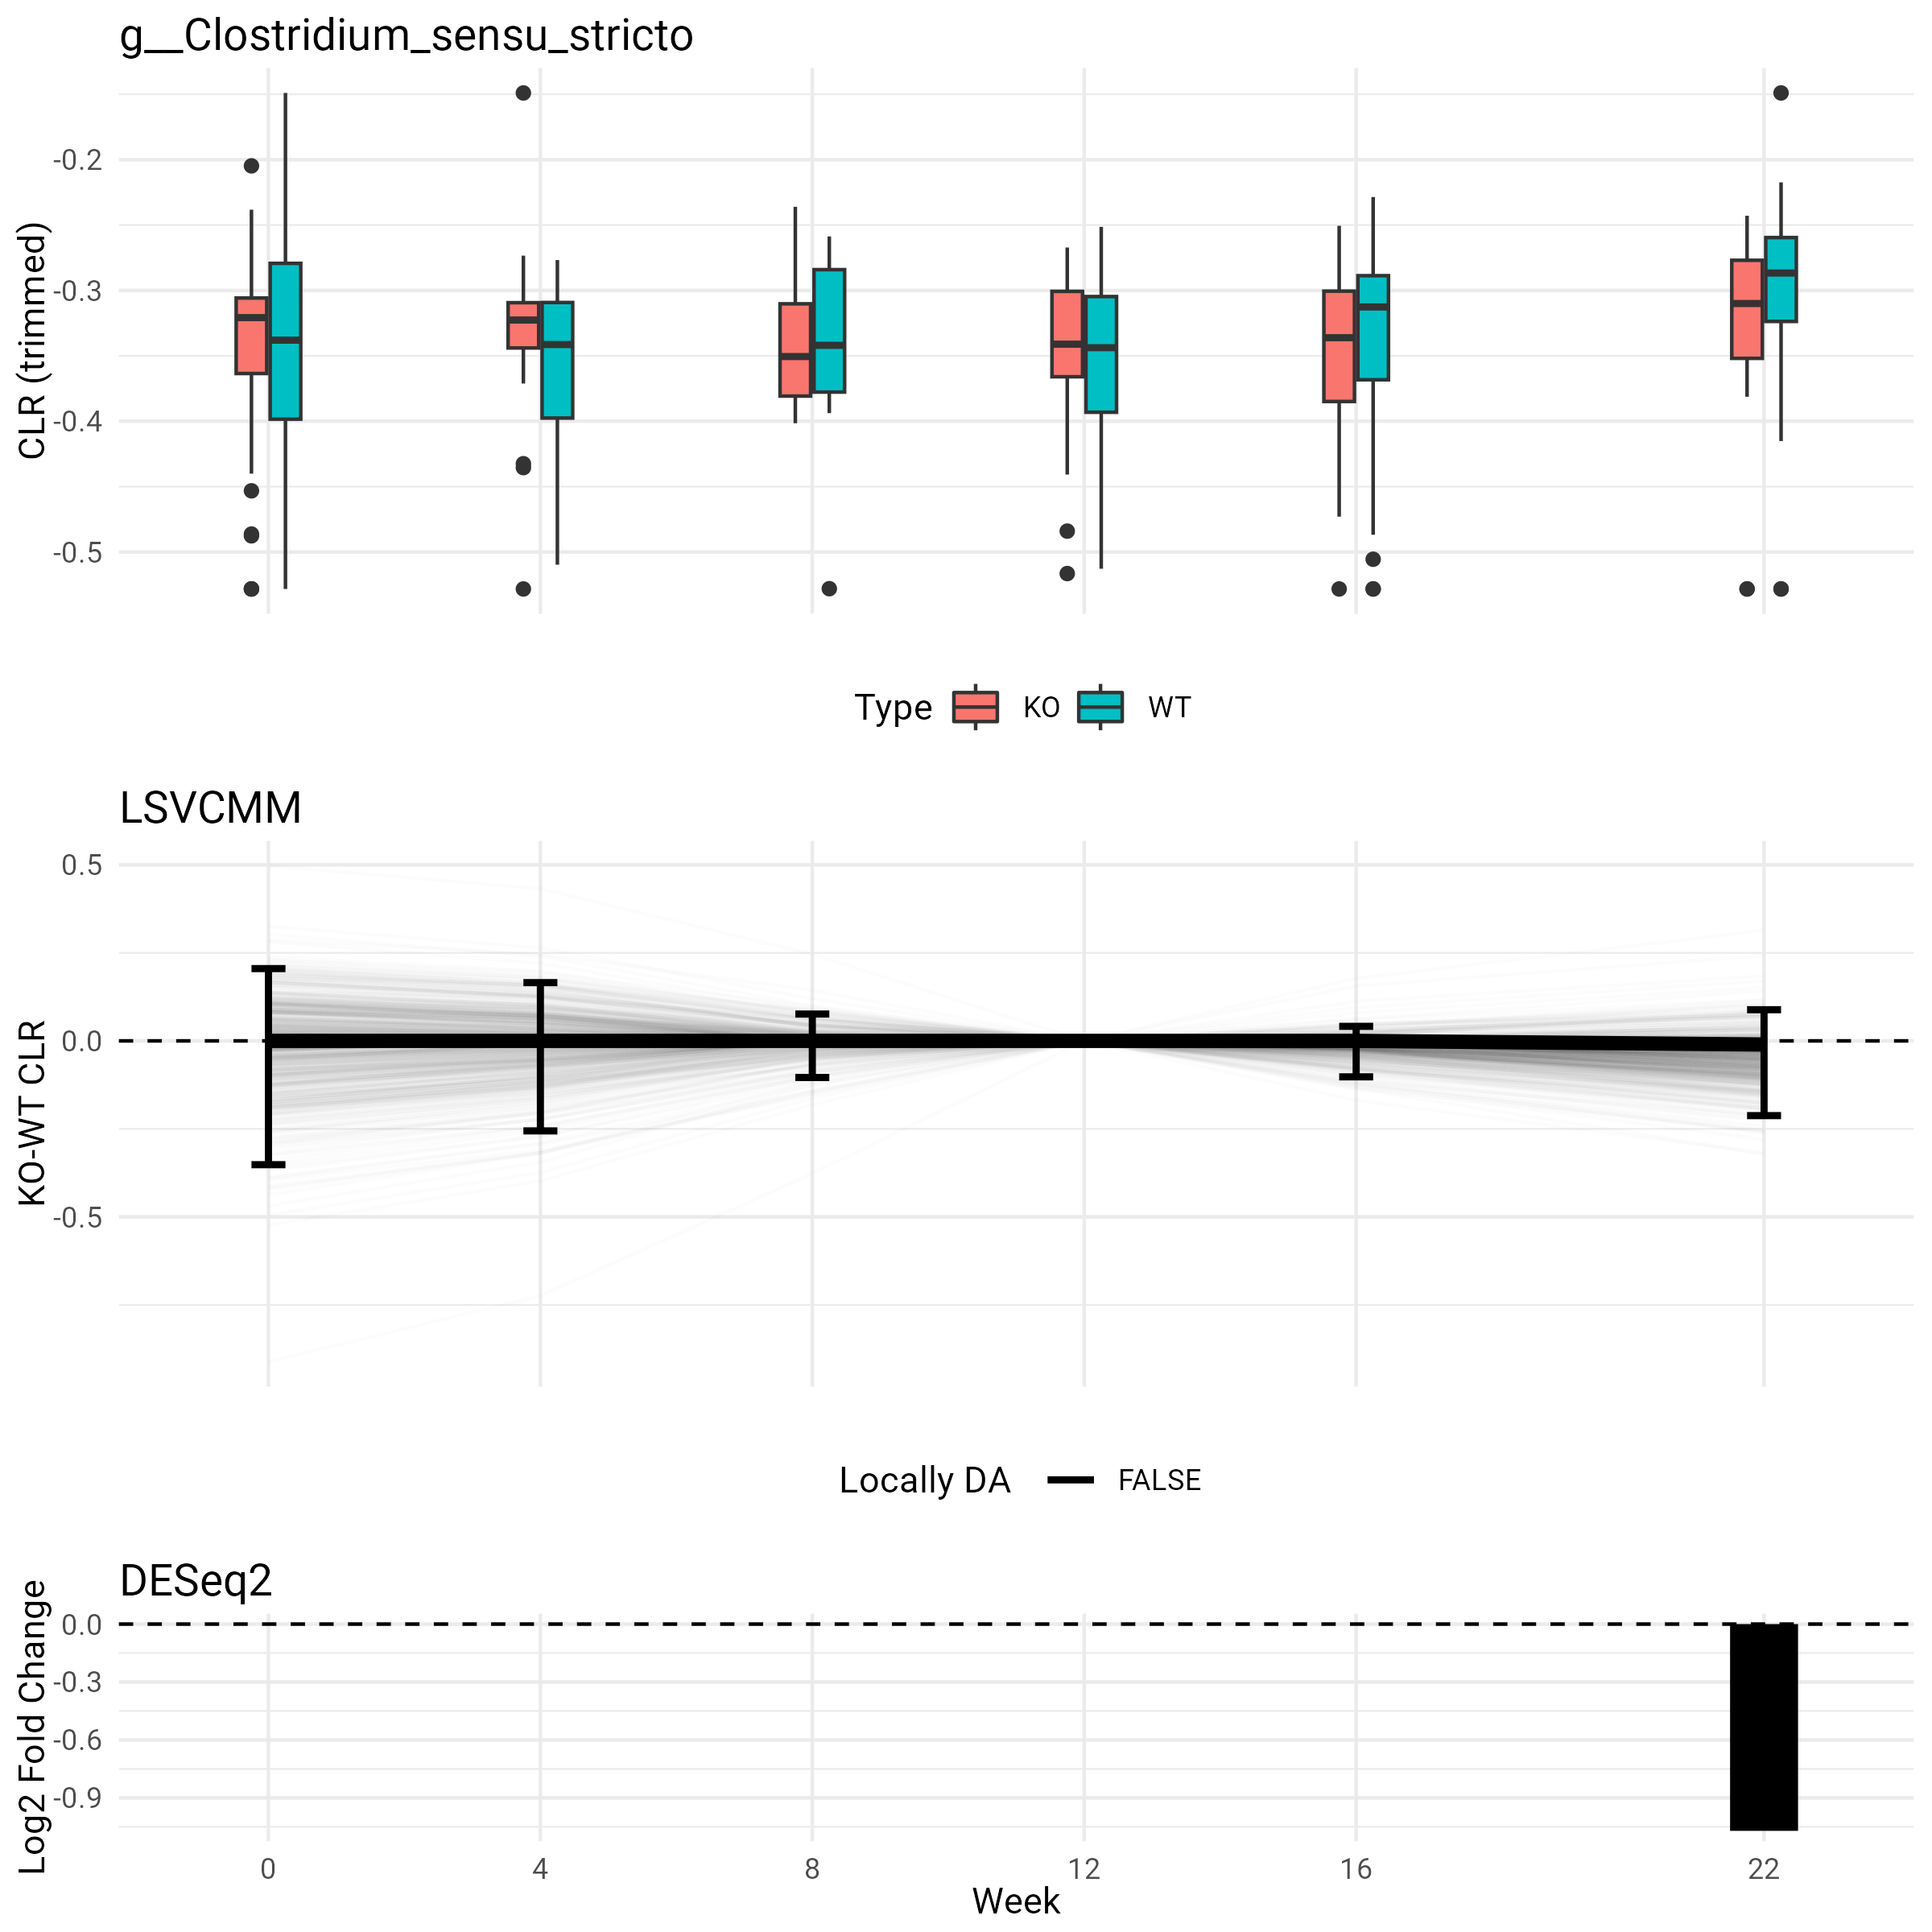 g__Clostridium_sensu_stricto
CLR (trimmed)
-0.2
-0.3
-0.4
-0.5
Type KO WT
LSVCMM
KO-WT CLR
0.5
0.0
-0.5
Locally DA FALSE
DESeq2
Log2 Fold Change
0.0
-0.3
-0.6
-0.9
0 4 8 12 16 22
Week